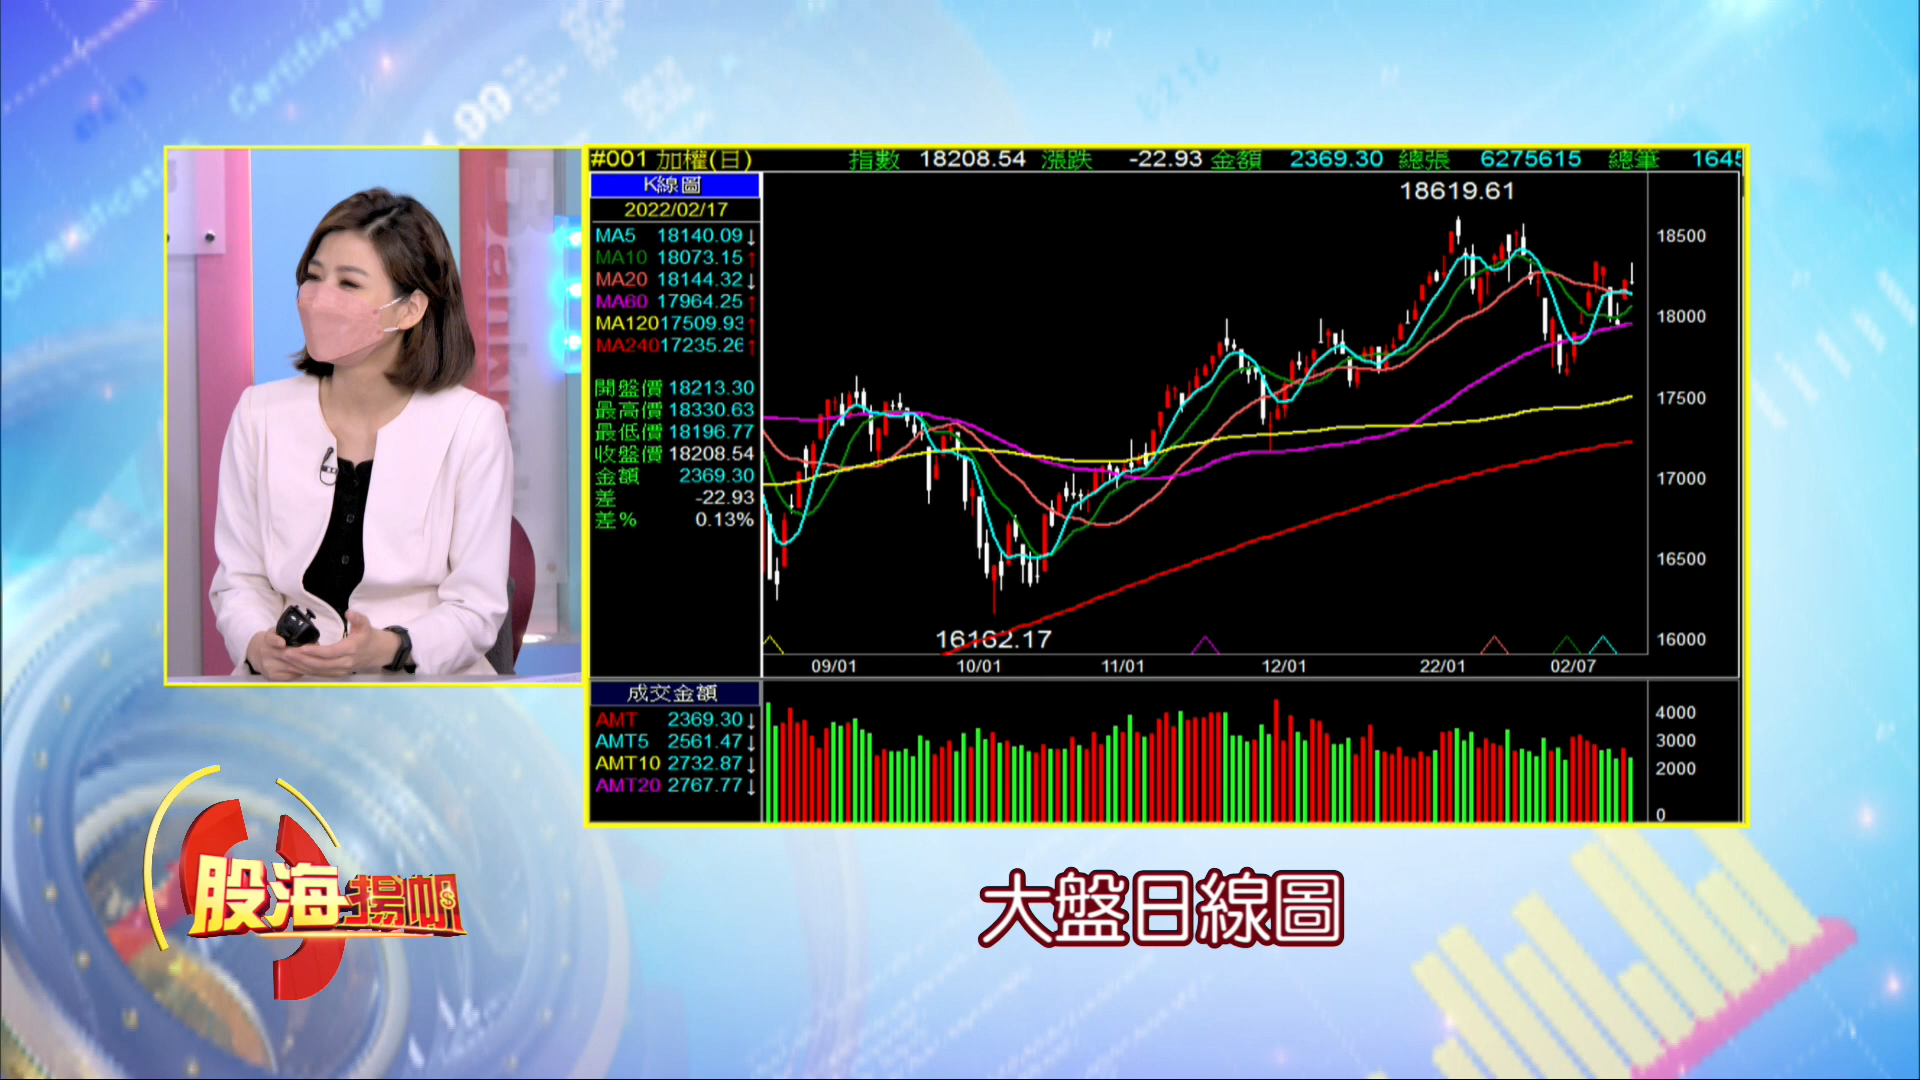 #001 加權(日) 指數 18208.54 漲跌 -22.93 金額 2369.30 總張 6275615 總筆 1645
K線圖
2022/02/17
MA5 18140.09↓
MA10 18073.15↑
MA20 18144.32↓
MA60 17964.25↑
MA120 17509.93↑
MA240 17235.26↑
開盤價 18213.30
最高價 18330.63
最低價 18196.77
收盤價 18208.54
金額 2369.30
差 -22.93
差% 0.13%
18619.61
18500
18000
17500
17000
16500
16000
16162.17
09/01 10/01 11/01 12/01 22/01 02/07
成交金額
AMT 2369.30↓
AMT5 2561.47↓
AMT10 2732.87↓
AMT20 2767.77↓
4000
3000
2000
0
Bank
股海揚帆
大盤日線圖